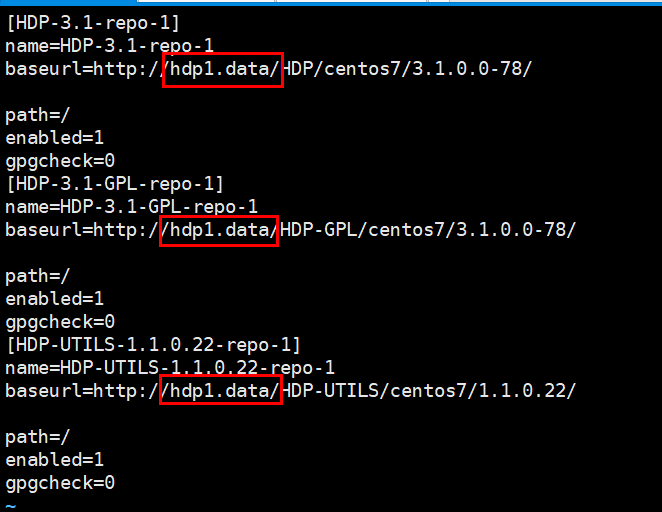 [HDP-3.1-repo-1]
name=HDP-3.1-repo-1
baseurl=http://hdp1.data/HDP/centos7/3.1.0.0-78/
path=/
enabled=1
gpgcheck=0
[HDP-3.1-GPL-repo-1]
name=HDP-3.1-GPL-repo-1
baseurl=http://hdp1.data/HDP-GPL/centos7/3.1.0.0-78/
path=/
enabled=1
gpgcheck=0
[HDP-UTILS-1.1.0.22-repo-1]
name=HDP-UTILS-1.1.0.22-repo-1
baseurl=http://hdp1.data/HDP-UTILS/centos7/1.1.0.22/
path=/
enabled=1
gpgcheck=0
~